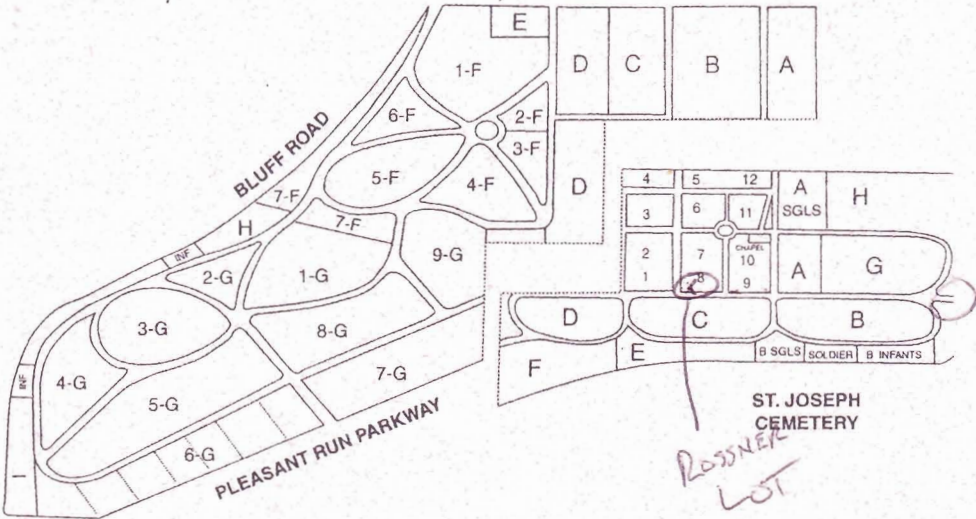 E
1-F
D
C
B
A
6-F
2-F
3-F
BLUFF ROAD
5-F
4-F
D
7-F
7-F
H
INF
2-G
1-G
9-G
3-G
8-G
4-G
INF
5-G
7-G
6-G
I
PLEASANT RUN PARKWAY
4
5
12
A
SGLS
H
3
6
11
2
7
CHAPEL
10
A
G
1
8
9
D
C
B
F
E
B SGLS
SOLDIER
B INFANTS
ST. JOSEPH
CEMETERY
ROSSNER
LOT